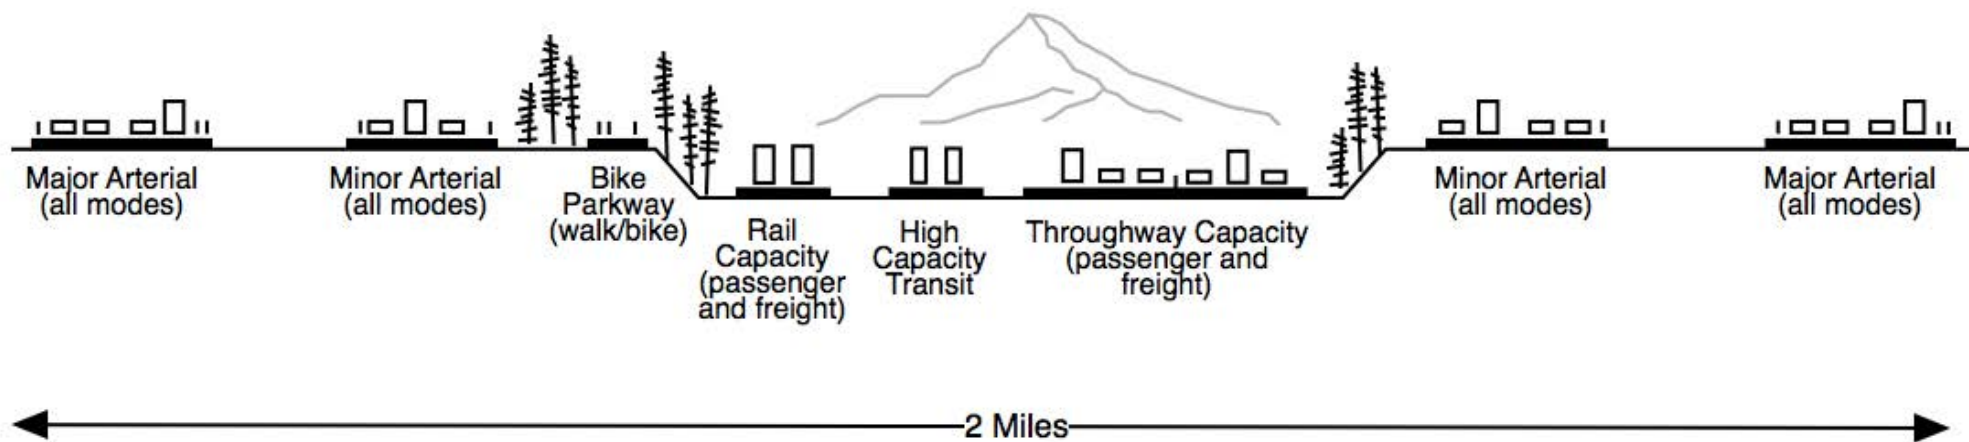 Major Arterial
(all modes)
Minor Arterial
(all modes)
Bike
Parkway
(walk/bike)
Rail
Capacity
(passenger
and freight)
High
Capacity
Transit
Throughway Capacity
(passenger and
freight)
Minor Arterial
(all modes)
Major Arterial
(all modes)
2 Miles